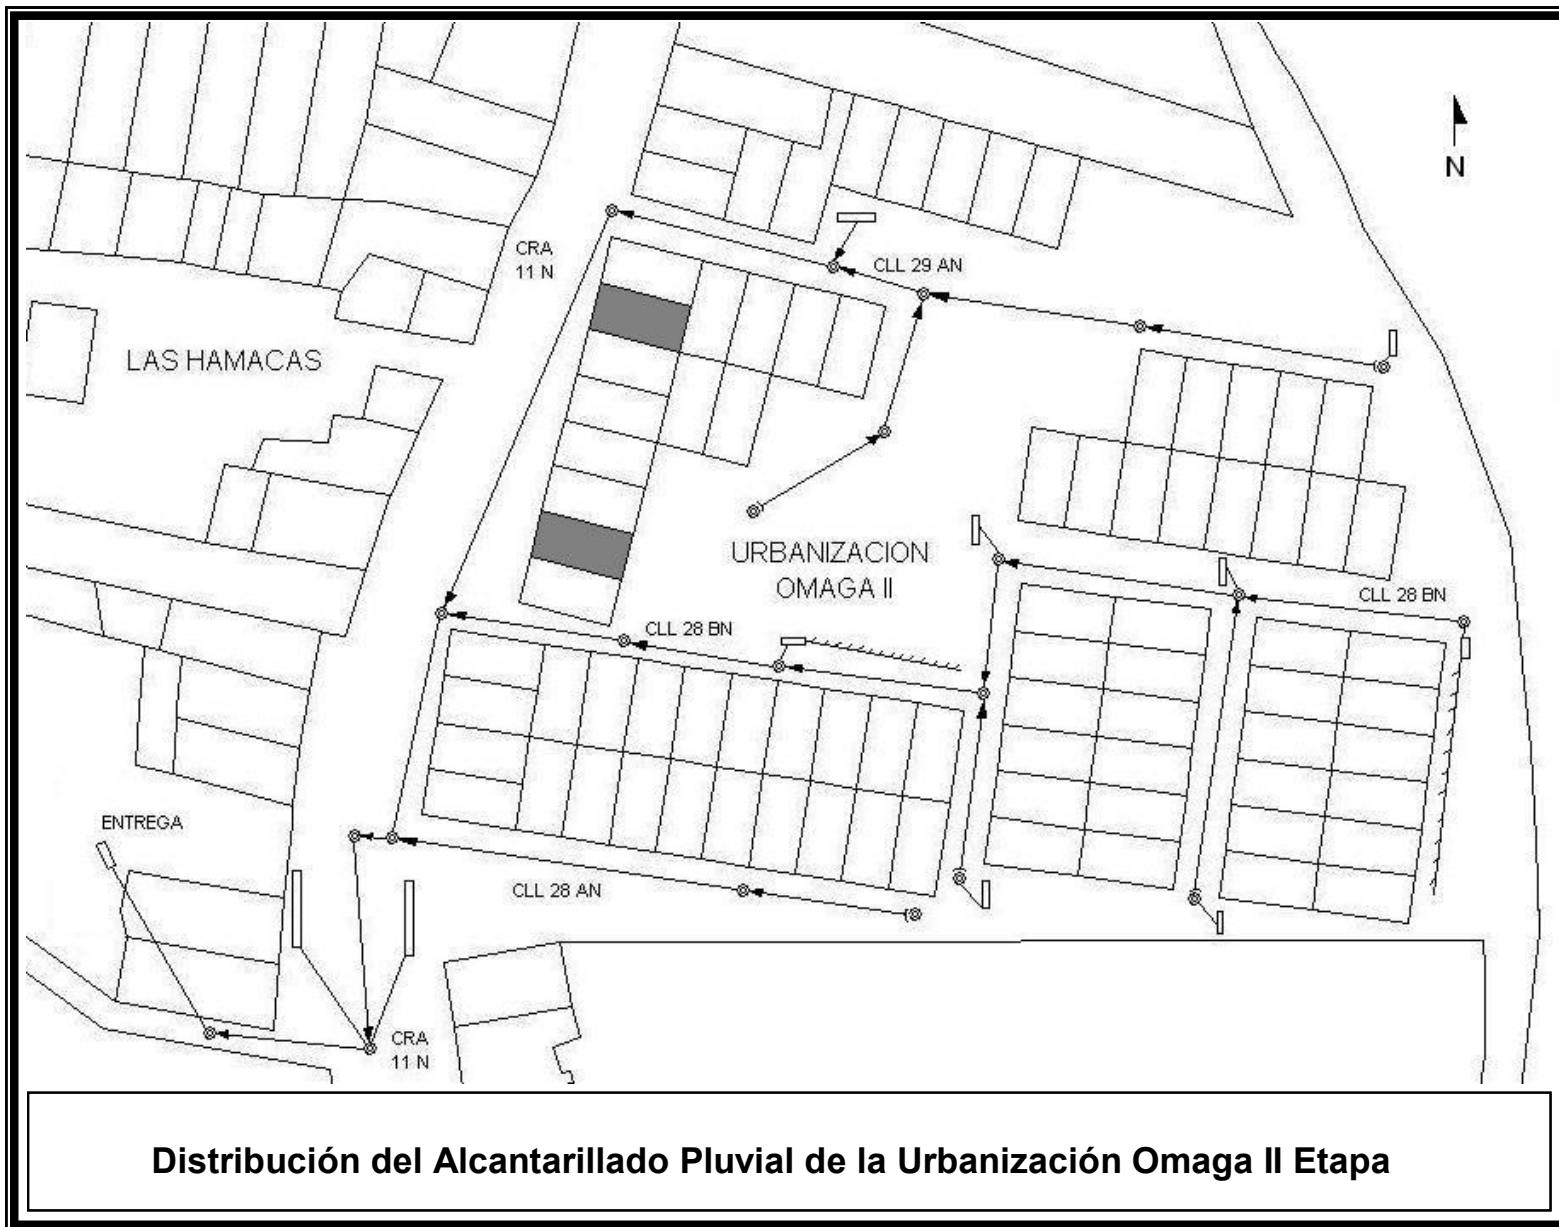 N
CRA
11 N
CLL 29 AN
LAS HAMACAS
URBANIZACION
OMAGA II
CLL 28 BN
CLL 28 BN
ENTREGA
CLL 28 AN
CRA
11 N
Distribución del Alcantarillado Pluvial de la Urbanización Omaga II Etapa